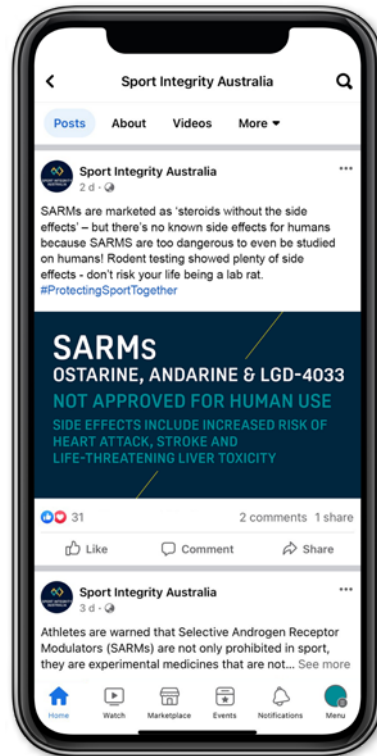 Sport Integrity Australia
Posts About Videos More
Sport Integrity Australia
2 d
SARMs are marketed as 'steroids without the side
effects' – but there's no known side effects for humans
because SARMS are too dangerous to even be studied
on humans! Rodent testing showed plenty of side
effects - don't risk your life being a lab rat.
#ProtectingSportTogether
SARMs
OSTARINE, ANDARINE & LGD-4033
NOT APPROVED FOR HUMAN USE
SIDE EFFECTS INCLUDE INCREASED RISK OF
HEART ATTACK, STROKE AND
LIFE-THREATENING LIVER TOXICITY
31 2 comments 1 share
Like Comment Share
Sport Integrity Australia
3 d
Athletes are warned that Selective Androgen Receptor
Modulators (SARMs) are not only prohibited in sport,
they are experimental medicines that are not... See more
Home Watch Marketplace Events Notifications Menu